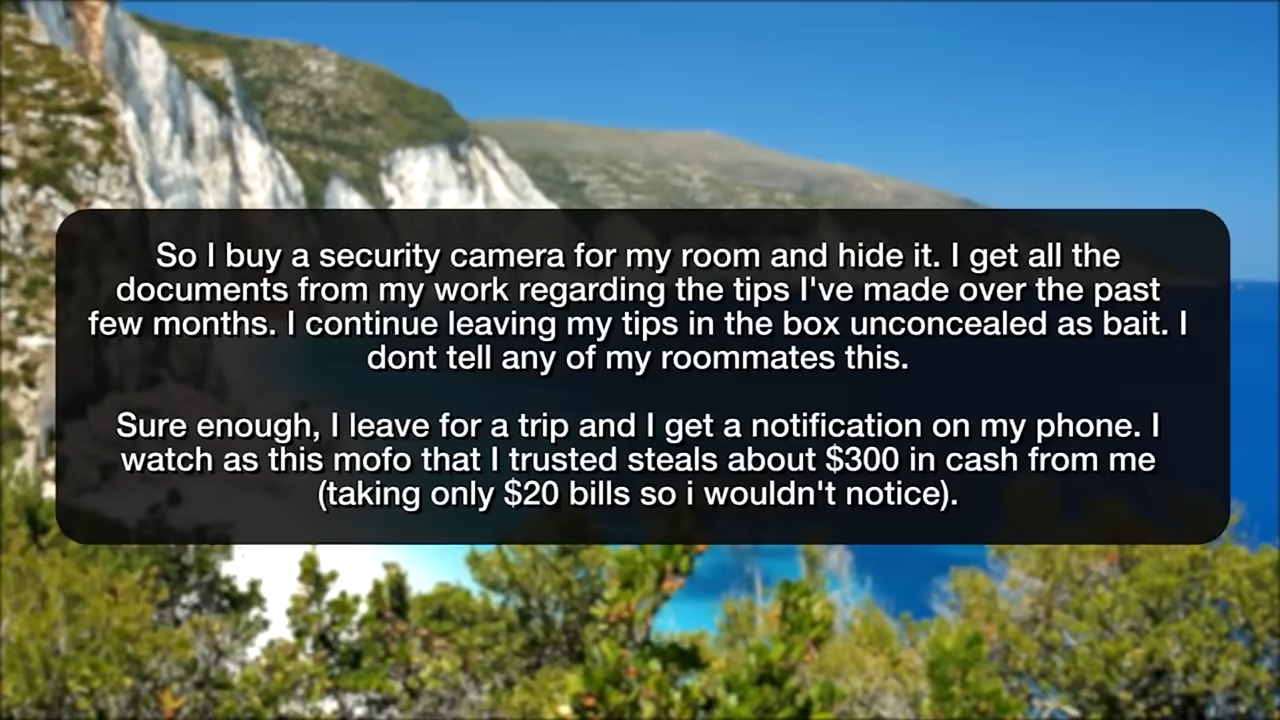 So I buy a security camera for my room and hide it. I get all the
documents from my work regarding the tips I've made over the past
few months. I continue leaving my tips in the box unconcealed as bait. I
dont tell any of my roommates this.
Sure enough, I leave for a trip and I get a notification on my phone. I
watch as this mofo that I trusted steals about $300 in cash from me
(taking only $20 bills so i wouldn't notice).